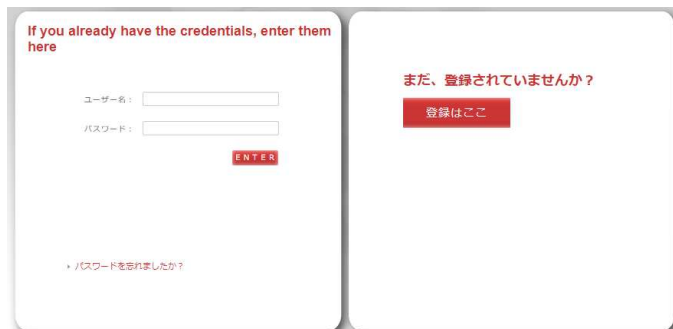 If you already have the credentials, enter them
here
ユーザー名：
パスワード：
ENTER
パスワードを忘れましたか？
まだ、登録されていませんか？
登録はここ